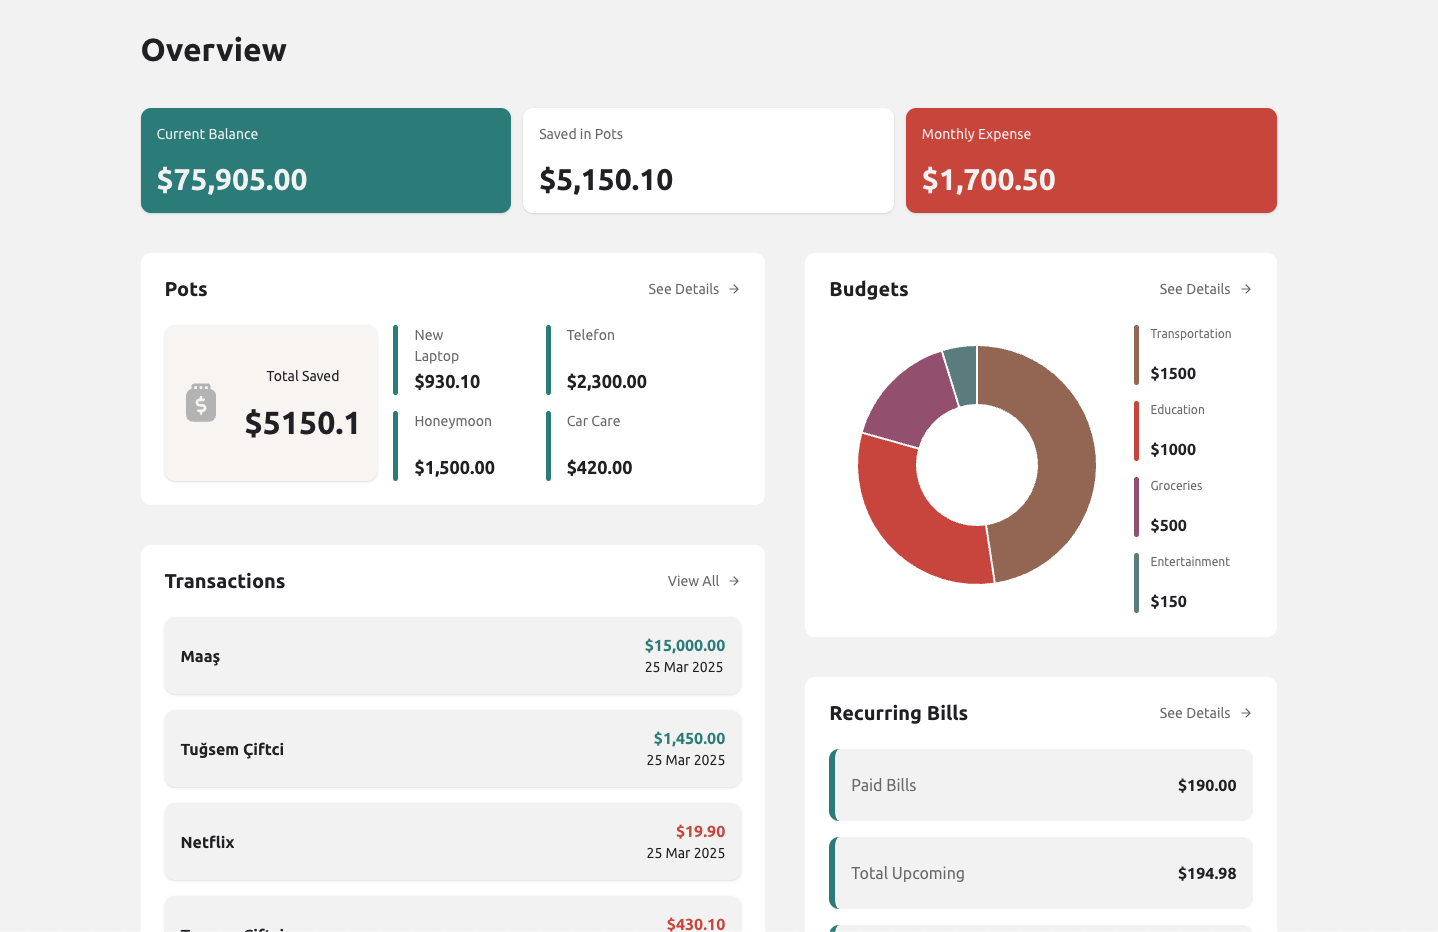 Overview
Current Balance
$75,905.00
Saved in Pots
$5,150.10
Monthly Expense
$1,700.50
Pots
See Details
Total Saved
$5150.1
New
Laptop
$930.10
Telefon
$2,300.00
Honeymoon
$1,500.00
Car Care
$420.00
Budgets
See Details
Transportation
$1500
Education
$1000
Groceries
$500
Entertainment
$150
Transactions
View All
Maaş
$15,000.00
25 Mar 2025
Tuğsem Çiftci
$1,450.00
25 Mar 2025
Netflix
$19.90
25 Mar 2025
$430.10
Recurring Bills
See Details
Paid Bills
$190.00
Total Upcoming
$194.98